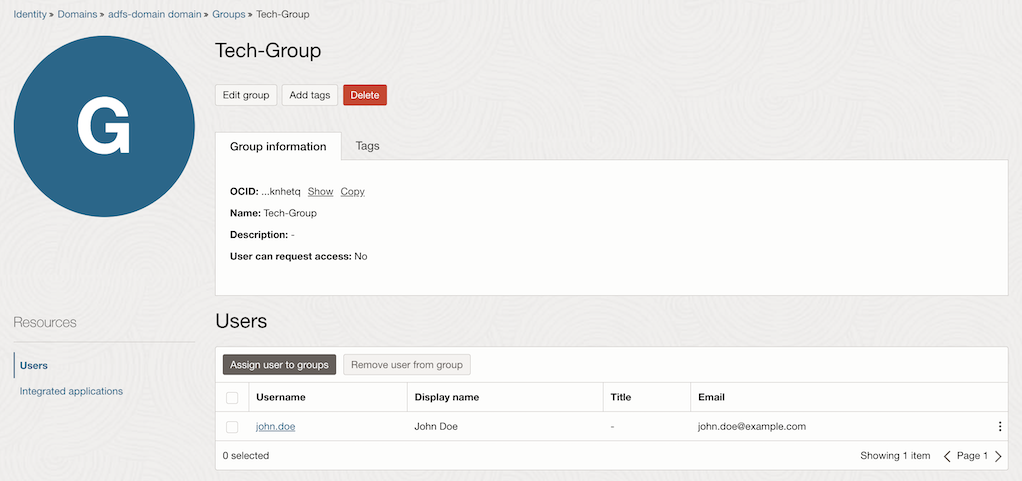 Identity » Domains » adfs-domain domain » Groups » Tech-Group
G
Tech-Group
Edit group Add tags Delete
Group information Tags
OCID: ...knhetq Show Copy
Name: Tech-Group
Description: -
User can request access: No
Resources
Users
Integrated applications
Users
Assign user to groups Remove user from group
Username Display name Title Email
john.doe John Doe - john.doe@example.com
0 selected Showing 1 item Page 1